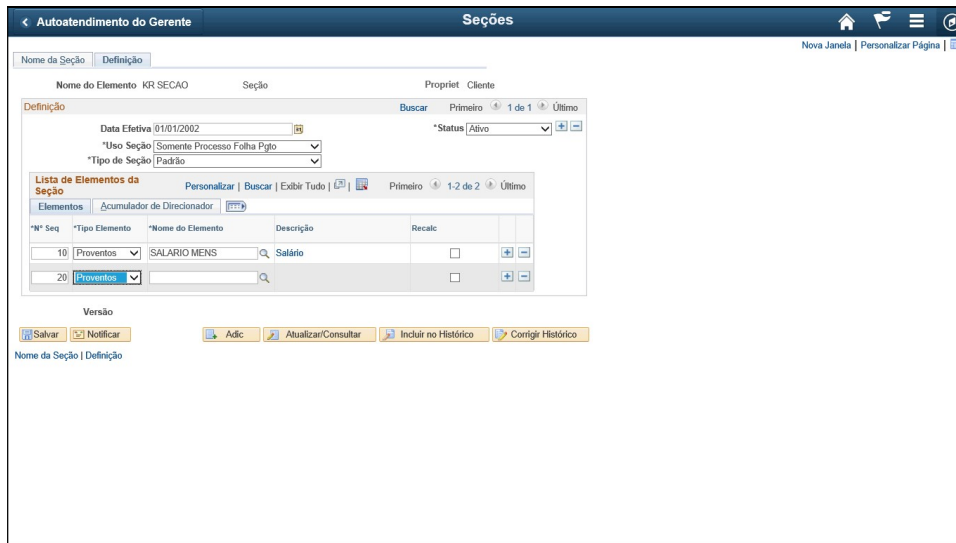 Autoatendimento do Gerente Seções
Nova Janela | Personalizar Página |
Nome da Seção Definição
Nome do Elemento KR SECAO Seção Propriet Cliente
Definição Buscar Primeiro 1 de 1 Último
Data Efetiva 01/01/2002 *Status Ativo
*Uso Seção Somente Processo Folha Pgto
*Tipo de Seção Padrão
Lista de Elementos da
Seção
Personalizar | Buscar | Exibir Tudo | | Primeiro 1-2 de 2 Último
Elementos Acumulador de Direcionador
*Nº Seq *Tipo Elemento *Nome do Elemento Descrição Recalc
10 Proventos SALARIO MENS Salário
20 Proventos
Versão
Salvar Notificar Adic Atualizar/Consultar Incluir no Histórico Corrigir Histórico
Nome da Seção | Definição